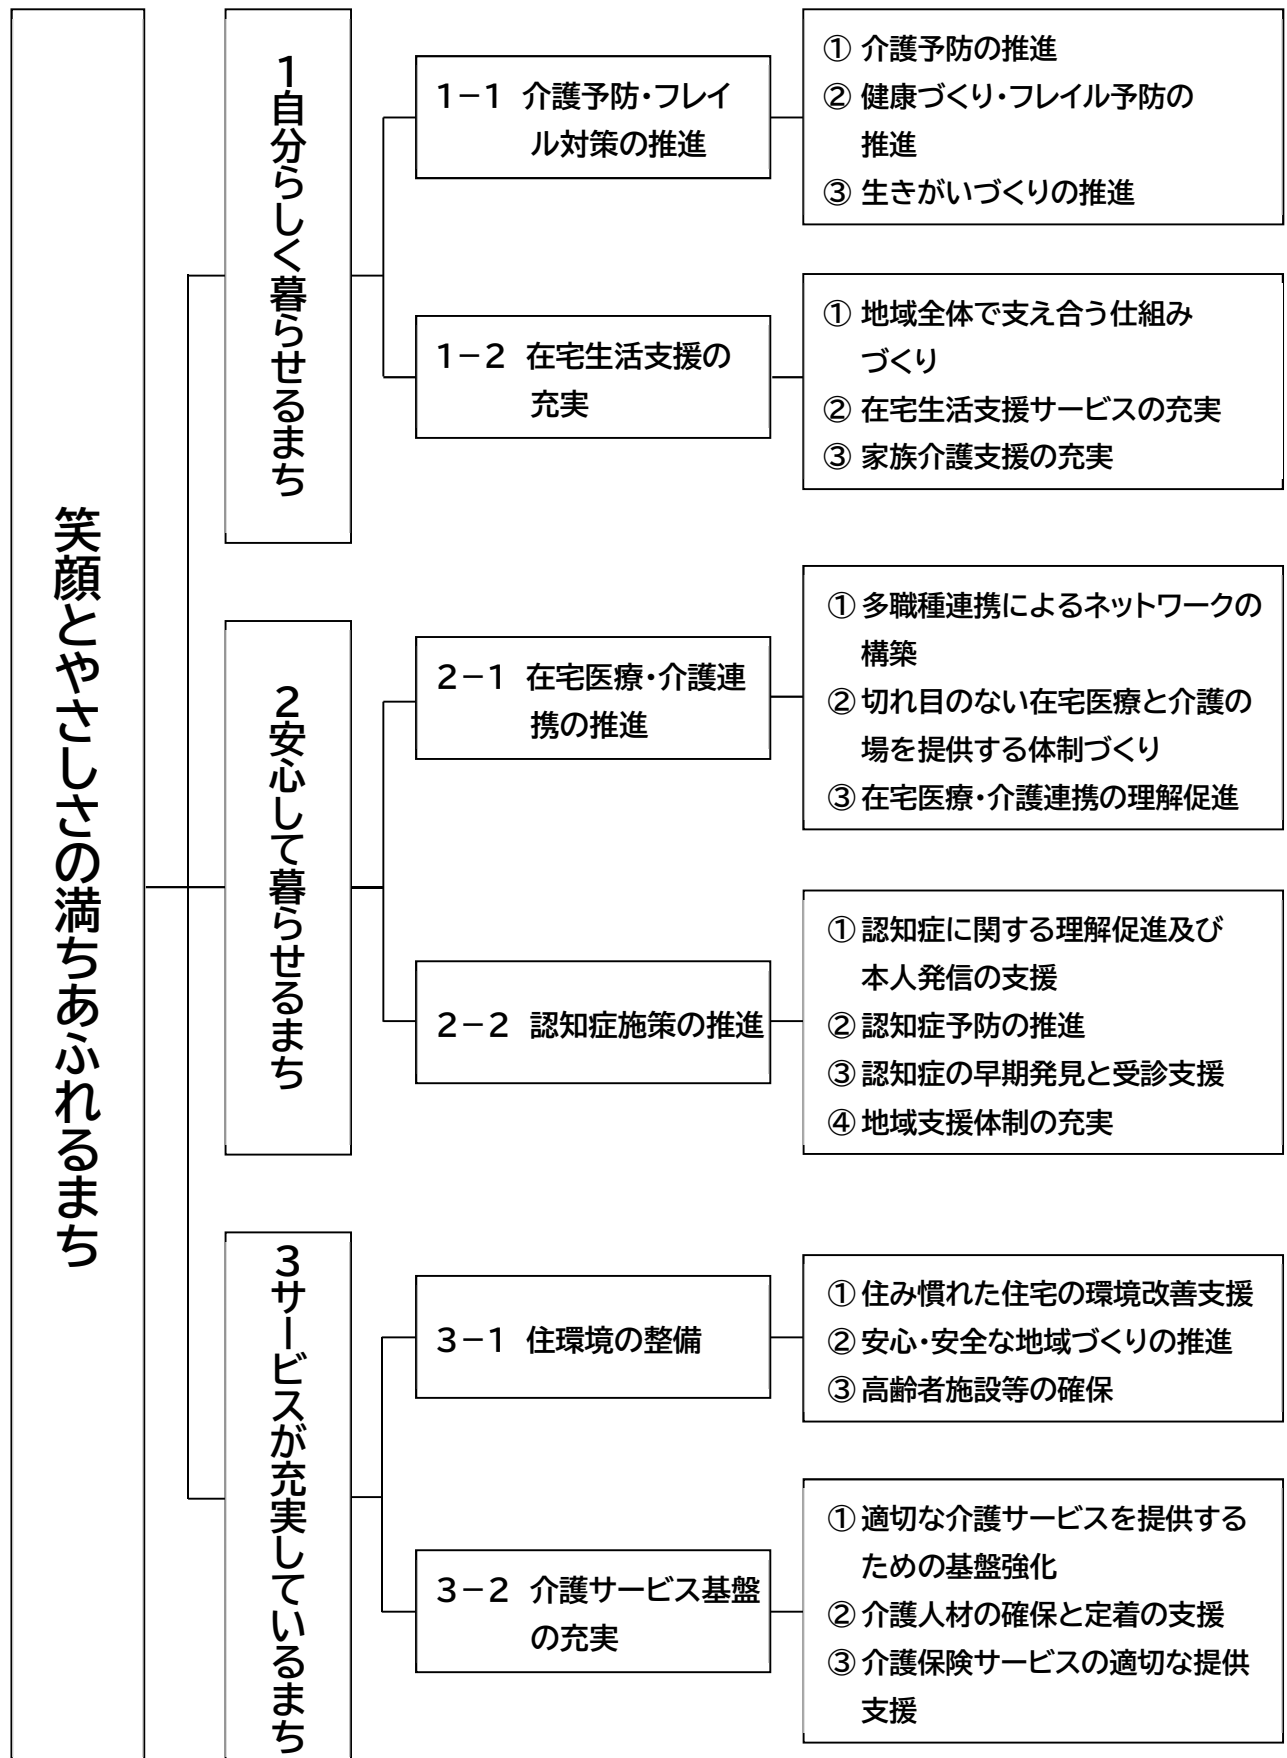 笑顔とやさしさの満ちあふれるまち
1自分らしく暮らせるまち
1−1 介護予防・フレイ
ル対策の推進
① 介護予防の推進
② 健康づくり・フレイル予防の
推進
③ 生きがいづくりの推進
1−2 在宅生活支援の
充実
① 地域全体で支え合う仕組み
づくり
② 在宅生活支援サービスの充実
③ 家族介護支援の充実
2安心して暮らせるまち
2−1 在宅医療・介護連
携の推進
① 多職種連携によるネットワークの
構築
② 切れ目のない在宅医療と介護の
場を提供する体制づくり
③ 在宅医療・介護連携の理解促進
2−2 認知症施策の推進
① 認知症に関する理解促進及び
本人発信の支援
② 認知症予防の推進
③ 認知症の早期発見と受診支援
④ 地域支援体制の充実
3サービスが充実しているまち
3−1 住環境の整備
① 住み慣れた住宅の環境改善支援
② 安心・安全な地域づくりの推進
③ 高齢者施設等の確保
3−2 介護サービス基盤
の充実
① 適切な介護サービスを提供する
ための基盤強化
② 介護人材の確保と定着の支援
③ 介護保険サービスの適切な提供
支援